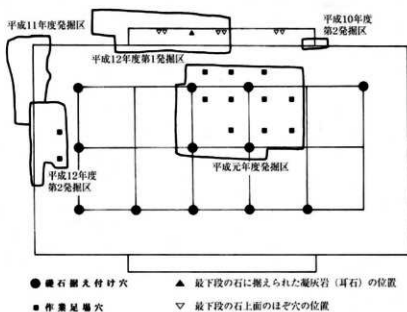 平成11年度発掘区
平成10年度
第2発掘区
平成12年度第1発掘区
平成12年度
第2発掘区
平成元年度発掘区
● 礎石据え付け穴
▲ 最下段の石に据えられた凝灰岩（耳石）の位置
■ 作業足場穴
▽ 最下段の石上面のほぞ穴の位置